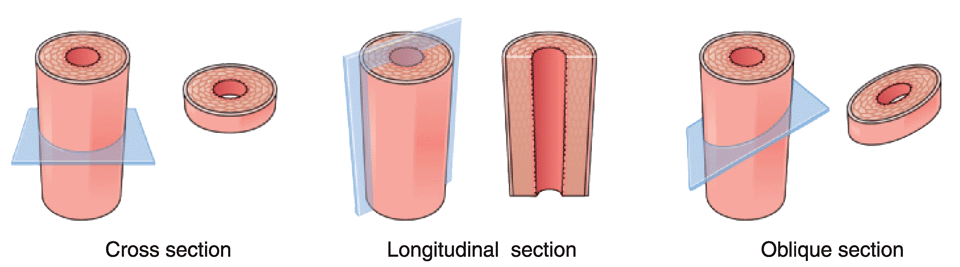 Cross section
Longitudinal section
Oblique section